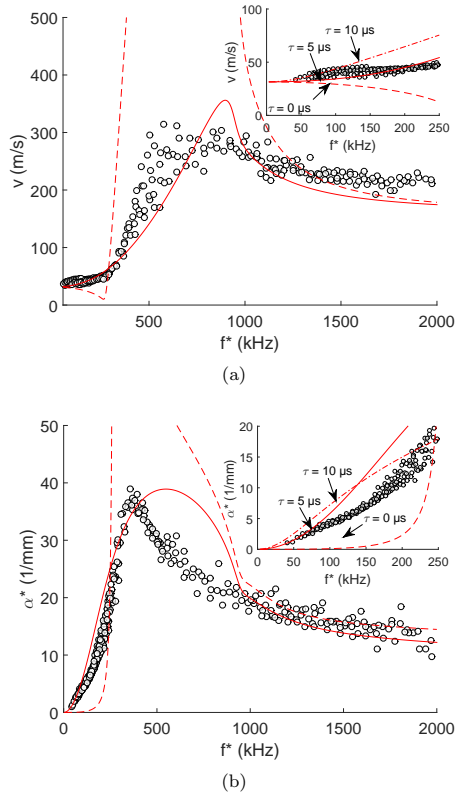 500
400
300
200
100
0
v (m/s)
500
1000
1500
2000
f* (kHz)
100
50
0
v (m/s)
τ = 5 µs
τ = 10 µs
τ = 0 µs
0
50
100
150
200
250
f* (kHz)
(a)
50
40
30
20
10
0
α* (1/mm)
0
500
1000
1500
2000
f* (kHz)
20
15
10
5
0
α* (1/mm)
τ = 10 µs
τ = 5 µs
τ = 0 µs
0
50
100
150
200
250
f* (kHz)
(b)